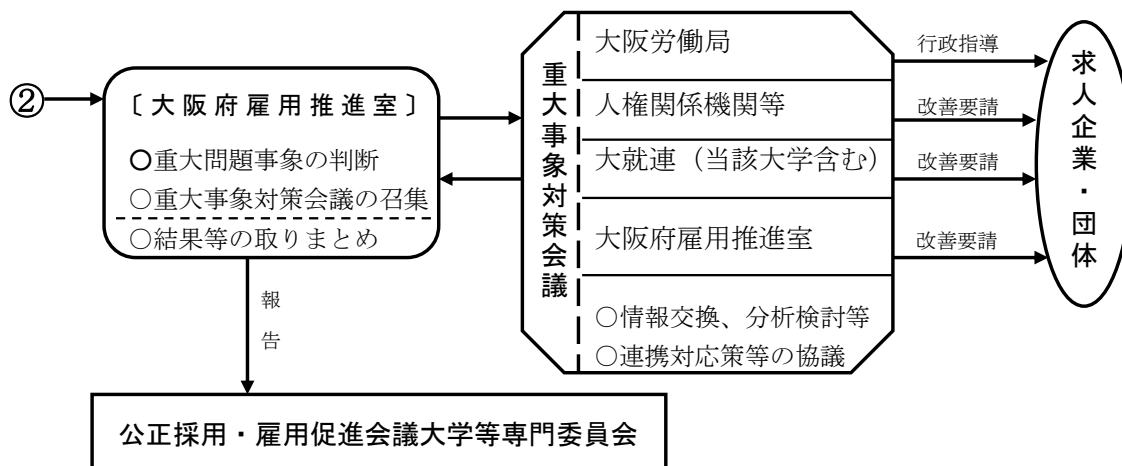 ②
〔大阪府雇用推進室〕
○重大問題事象の判断
○重大事象対策会議の召集
○結果等の取りまとめ
報告
公正採用・雇用促進会議大学等専門委員会
重大事象対策会議
大阪労働局
人権関係機関等
大就連（当該大学含む）
大阪府雇用推進室
○情報交換、分析検討等
○連携対応策等の協議
行政指導
改善要請
改善要請
改善要請
求人企業・団体